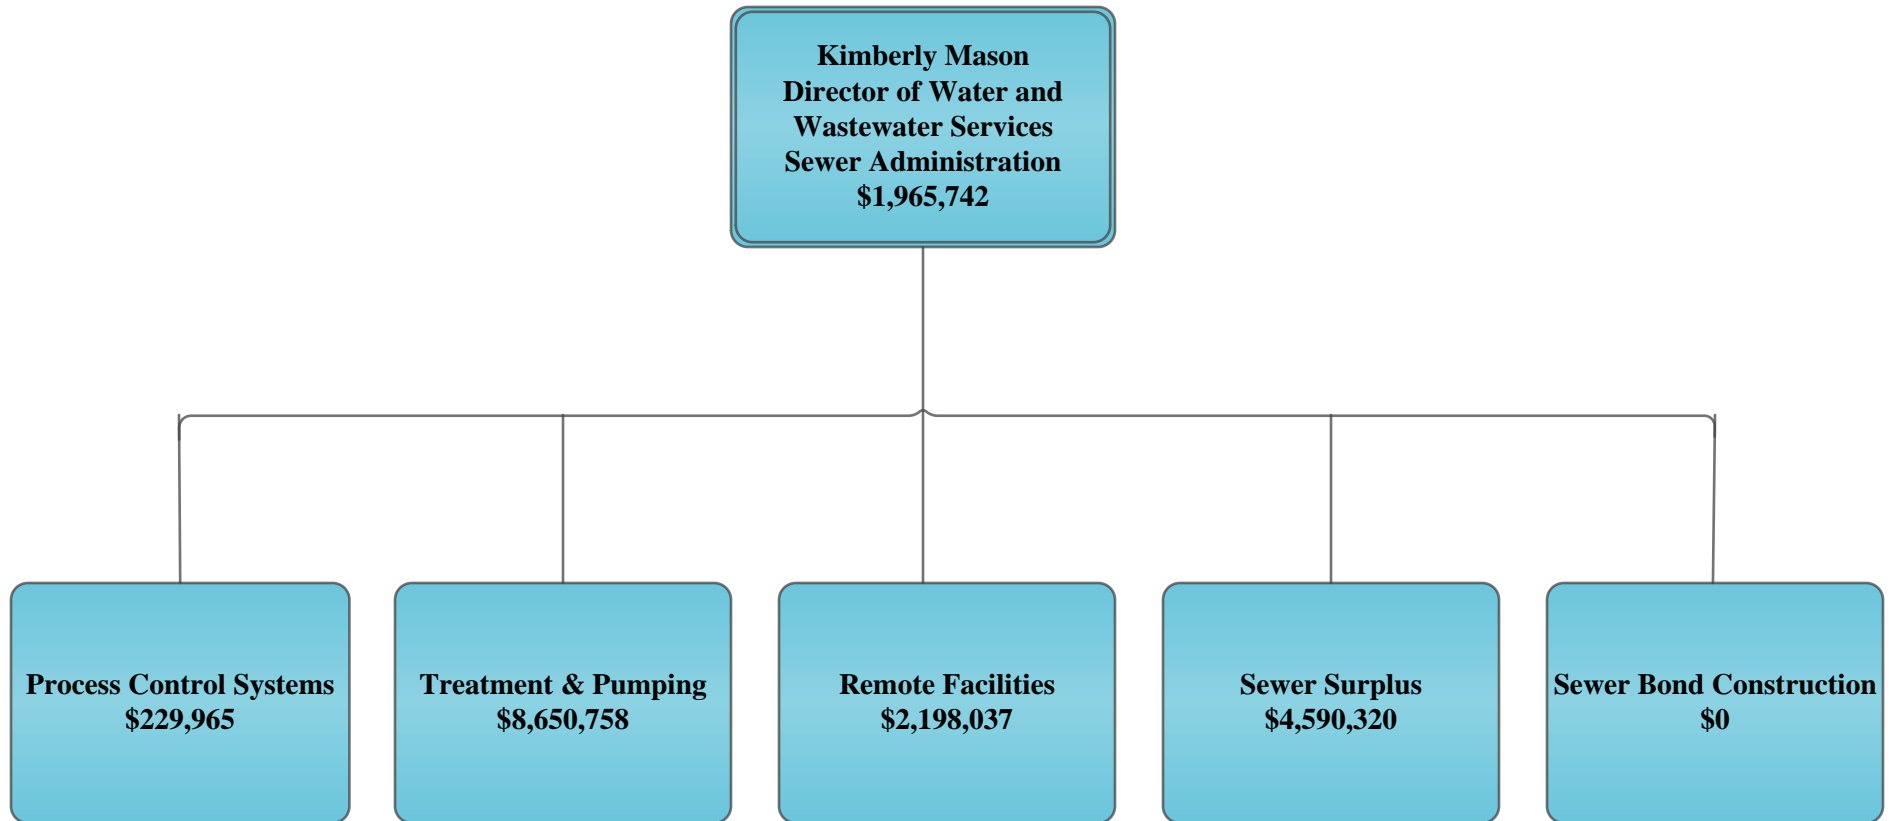 Kimberly Mason
Director of Water and
Wastewater Services
Sewer Administration
$1,965,742
Process Control Systems
$229,965
Treatment & Pumping
$8,650,758
Remote Facilities
$2,198,037
Sewer Surplus
$4,590,320
Sewer Bond Construction
$0